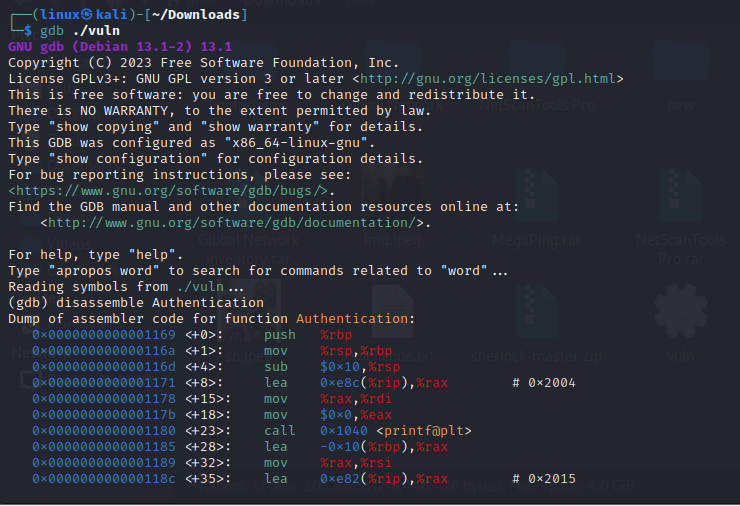 ┌──(linux㉿kali)-[~/Downloads]
└─$ gdb ./vuln
GNU gdb (Debian 13.1-2) 13.1
Copyright (C) 2023 Free Software Foundation, Inc.
License GPLv3+: GNU GPL version 3 or later <http://gnu.org/licenses/gpl.html>
This is free software: you are free to change and redistribute it.
There is NO WARRANTY, to the extent permitted by law.
Type "show copying" and "show warranty" for details.
This GDB was configured as "x86_64-linux-gnu".
Type "show configuration" for configuration details.
For bug reporting instructions, please see:
<https://www.gnu.org/software/gdb/bugs/>.
Find the GDB manual and other documentation resources online at:
    <http://www.gnu.org/software/gdb/documentation/>.

For help, type "help".
Type "apropos word" to search for commands related to "word"...
Reading symbols from ./vuln...
(gdb) disassemble Authentication
Dump of assembler code for function Authentication:
   0x0000000000001169 <+0>:     push   %rbp
   0x000000000000116a <+1>:     mov    %rsp,%rbp
   0x000000000000116d <+4>:     sub    $0x10,%rsp
   0x0000000000001171 <+8>:     lea    0xe8c(%rip),%rax        # 0x2004
   0x0000000000001178 <+15>:    mov    %rax,%rdi
   0x000000000000117b <+18>:    mov    $0x0,%eax
   0x0000000000001180 <+23>:    call   0x1040 <printf@plt>
   0x0000000000001185 <+28>:    lea    -0x10(%rbp),%rax
   0x0000000000001189 <+32>:    mov    %rax,%rsi
   0x000000000000118c <+35>:    lea    0xe82(%rip),%rax        # 0x2015